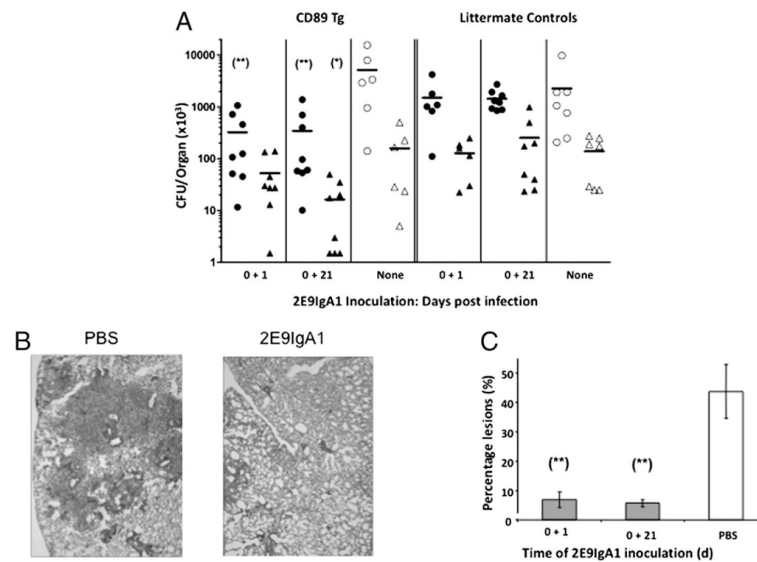 A
CD89 Tg
Littermate Controls
CFU/Organ (x10³)
10000
1000
100
10
1
(**)
(**)
(*)
0 + 1
0 + 21
None
0 + 1
0 + 21
None
2E9IgA1 Inoculation: Days post infection
B
PBS
2E9IgA1
C
Percentage lesions (%)
50
40
30
20
10
0
(**)
(**)
0 + 1
0 + 21
PBS
Time of 2E9IgA1 inoculation (d)